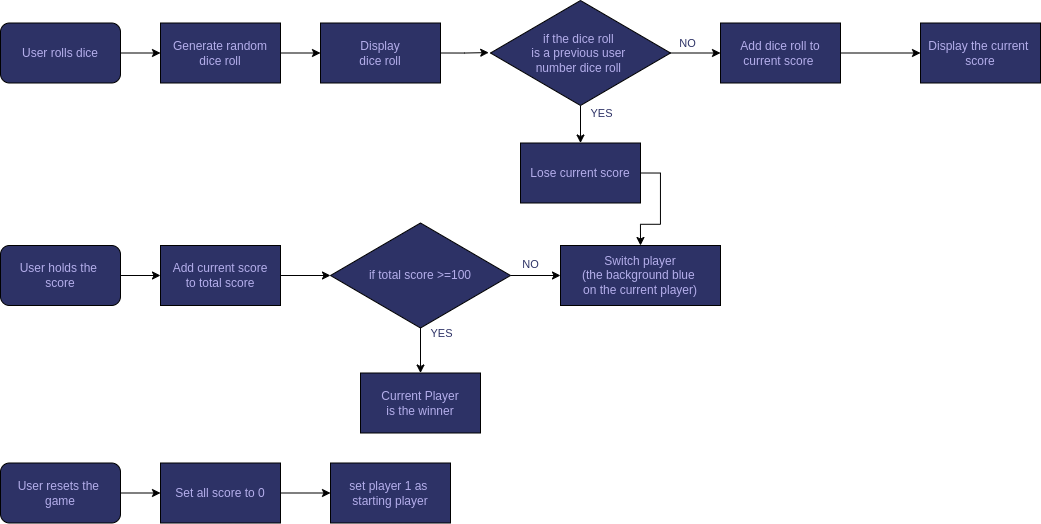 User rolls dice
Generate random
dice roll
Display
dice roll
if the dice roll
is a previous user
number dice roll
NO
Add dice roll to
current score
Display the current
score
YES
Lose current score
User holds the
score
Add current score
to total score
if total score >=100
NO
Switch player
(the background blue
on the current player)
YES
Current Player
is the winner
User resets the
game
Set all score to 0
set player 1 as
starting player